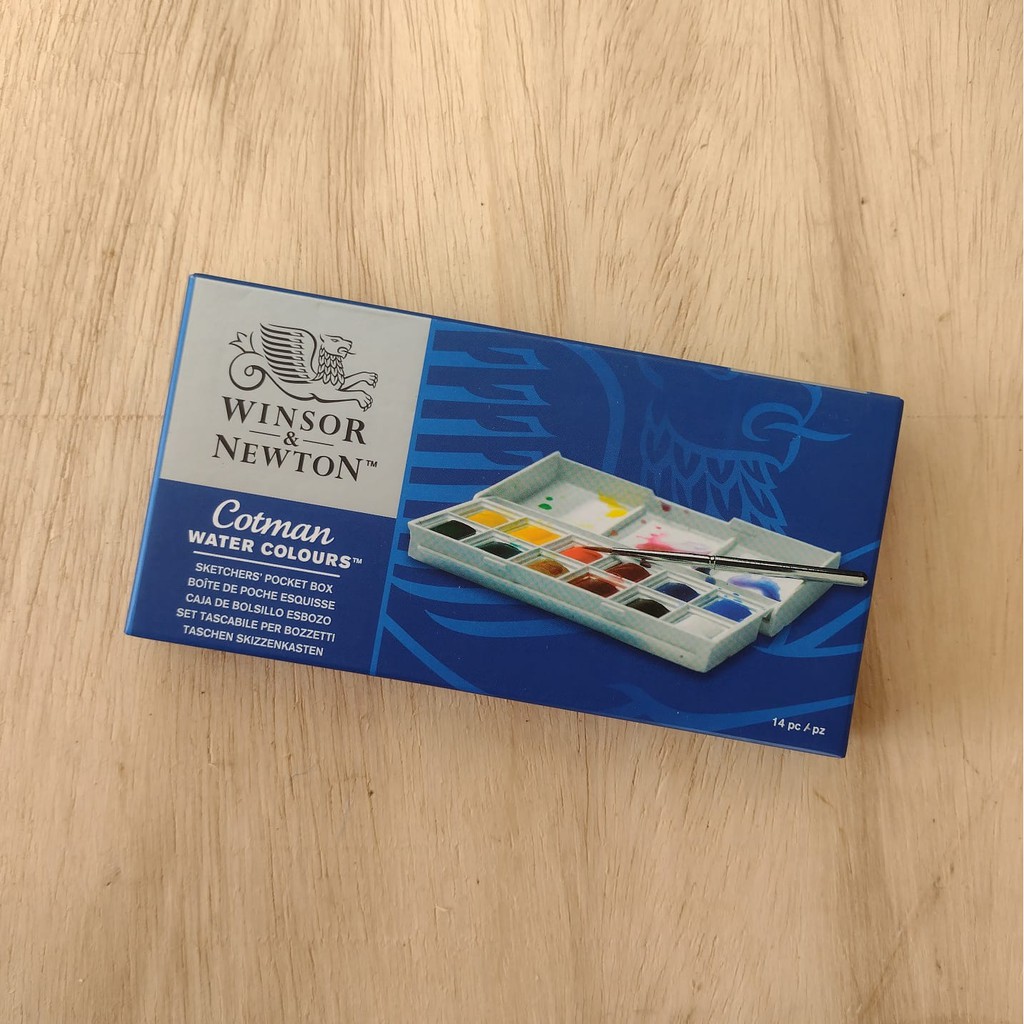 WINSOR
&
NEWTON™
Cotman
WATER COLOURS™
SKETCHERS' POCKET BOX
BOÎTE DE POCHE ESQUISSE
CAJA DE BOLSILLO ESBOZO
SET TASCABILE PER BOZZETTI
TASCHEN SKIZZENKASTEN
14 pc / pz